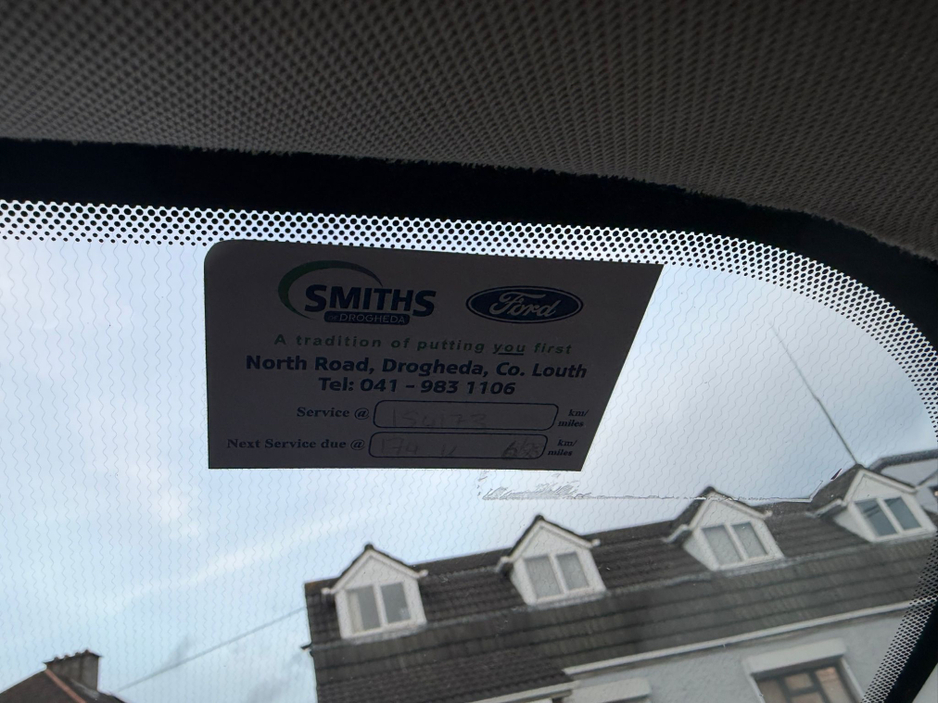 SMITHS
OF DROGHEDA
Ford
A tradition of putting you first
North Road, Drogheda, Co. Louth
Tel: 041 - 983 1106
Service @ km/
miles
Next Service due @ km/
miles